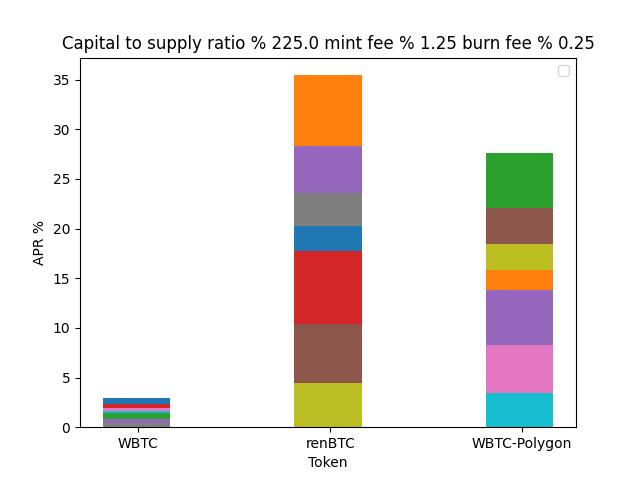 Capital to supply ratio % 225.0 mint fee % 1.25 burn fee % 0.25
35
30
25
20
15
10
5
0
APR %
WBTC renBTC WBTC-Polygon
Token